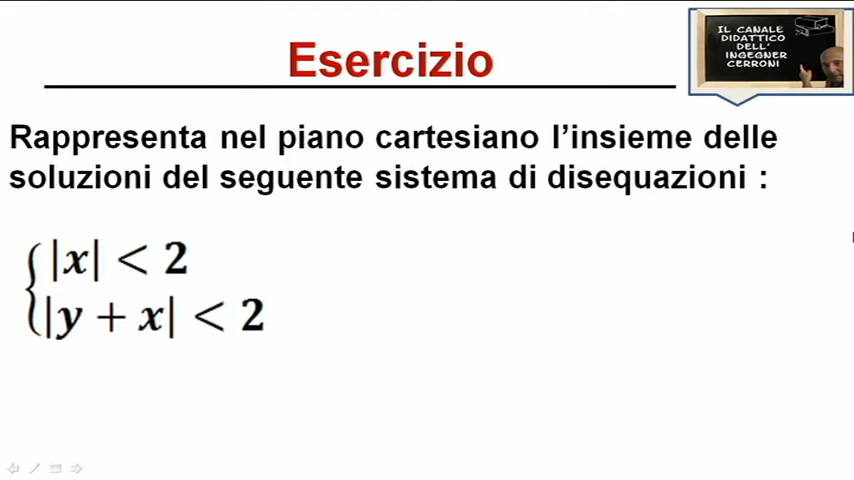 Esercizio
IL CANALE
DIDATTICO
DELL'
INGEGNER
CERRONI
Rappresenta nel piano cartesiano l’insieme delle
soluzioni del seguente sistema di disequazioni :
|x| < 2
|y + x| < 2